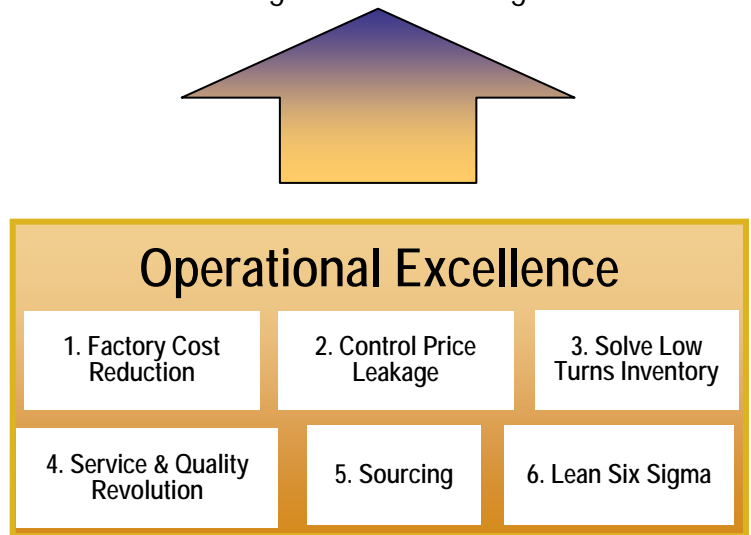 Operational Excellence
1. Factory Cost
Reduction
2. Control Price
Leakage
3. Solve Low
Turns Inventory
4. Service & Quality
Revolution
5. Sourcing
6. Lean Six Sigma